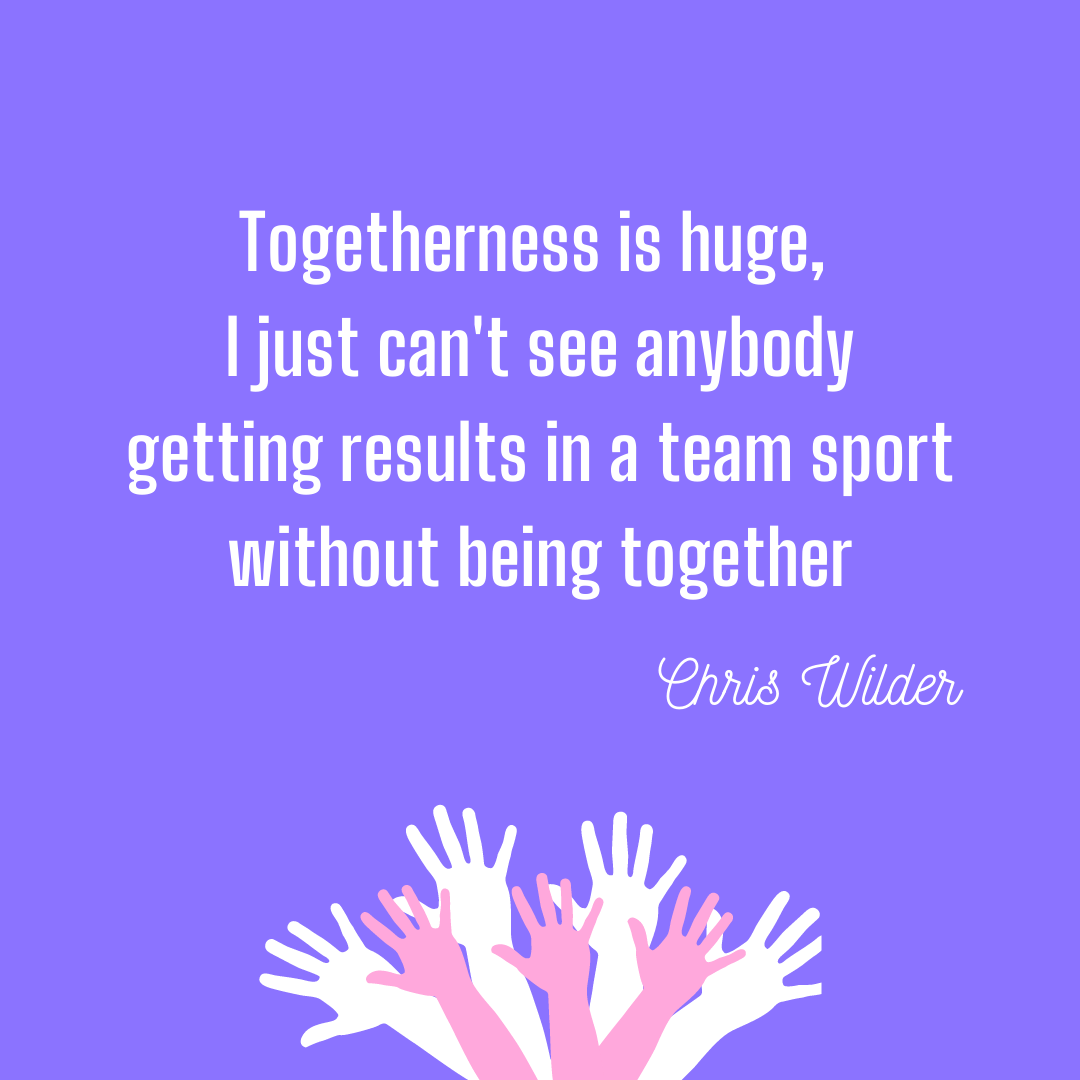 Togetherness is huge,
I just can't see anybody
getting results in a team sport
without being together
Chris Wilder